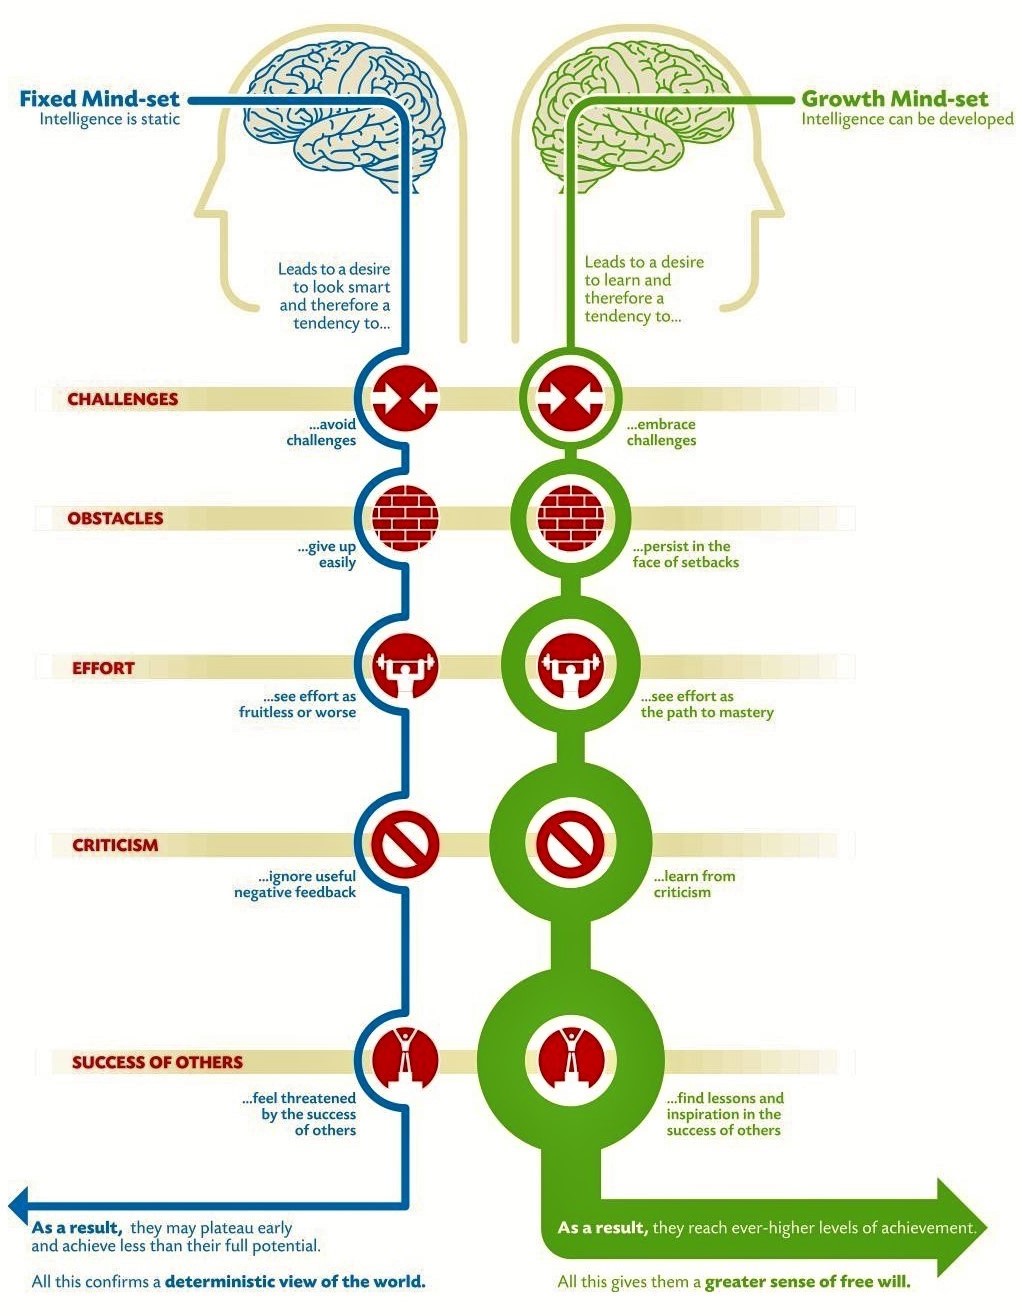 Fixed Mind-set
Intelligence is static
Growth Mind-set
Intelligence can be developed
Leads to a desire
to look smart
and therefore a
tendency to...
Leads to a desire
to learn and
therefore a
tendency to...
CHALLENGES
...avoid
challenges
...embrace
challenges
OBSTACLES
...give up
easily
...persist in the
face of setbacks
EFFORT
...see effort as
fruitless or worse
...see effort as
the path to mastery
CRITICISM
...ignore useful
negative feedback
...learn from
criticism
SUCCESS OF OTHERS
...feel threatened
by the success
of others
...find lessons and
inspiration in the
success of others
As a result, they may plateau early
and achieve less than their full potential.
All this confirms a deterministic view of the world.
As a result, they reach ever-higher levels of achievement.
All this gives them a greater sense of free will.